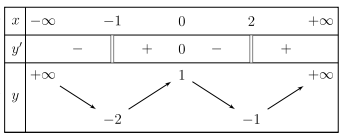 x −∞ −1 0 2 +∞
y′ − + 0 − +
+∞ 1 +∞
y
−2 −1